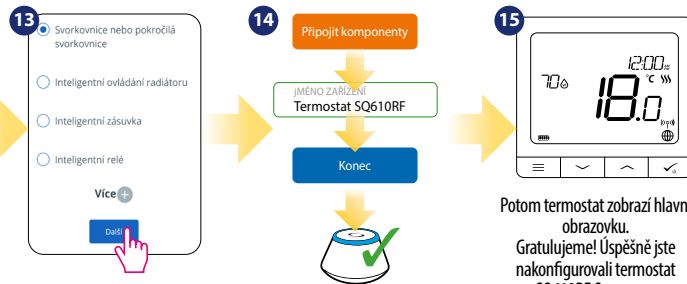 13
Svorkovnice nebo pokročilá
svorkovnice
Inteligentní ovládání radiátoru
Inteligentní zásuvka
Inteligentní relé
Více +
Další
14
Připojit komponenty
jMÉNO ZAŘÍZENÍ
Termostat SQ610RF
Konec
15
12:00
70
18.0 °C
Potom termostat zobrazí hlavn
obrazovku.
Gratulujeme! Úspěšně jste
nakonfigurovali termostat